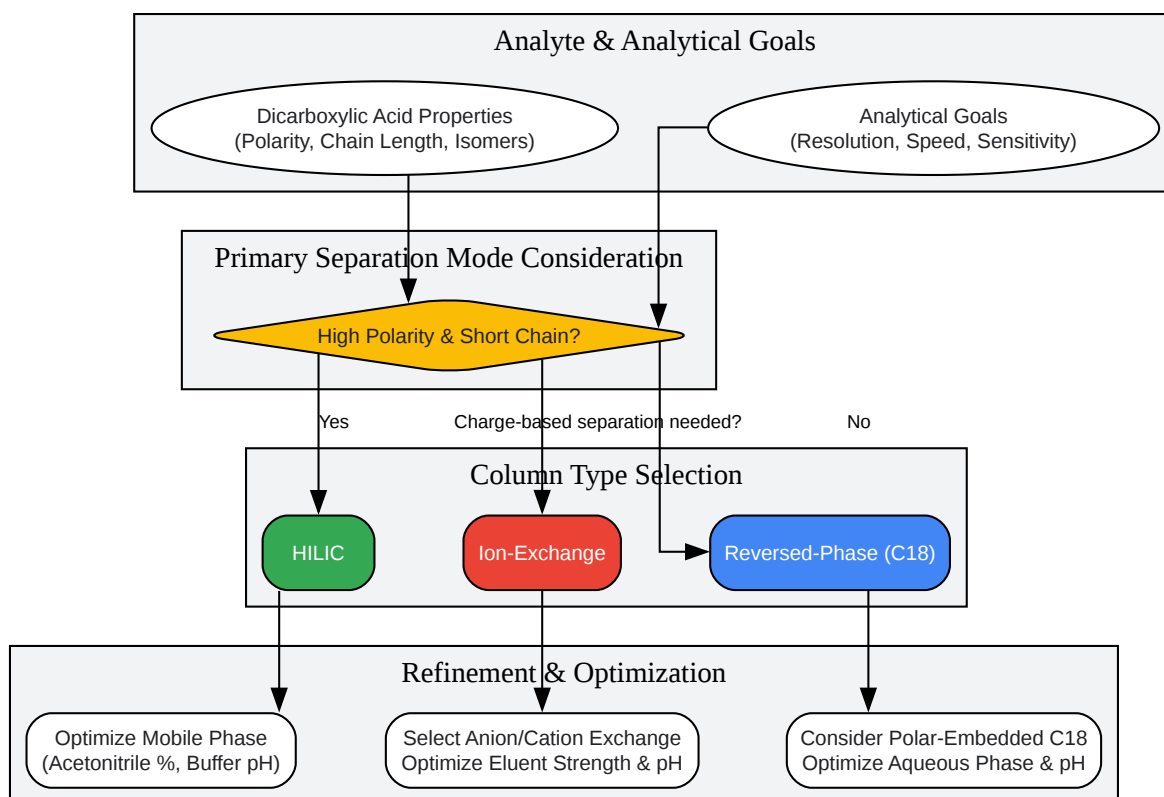 Analyte & Analytical Goals
Dicarboxylic Acid Properties
(Polarity, Chain Length, Isomers)
Analytical Goals
(Resolution, Speed, Sensitivity)
Primary Separation Mode Consideration
High Polarity & Short Chain?
Yes
Charge-based separation needed?
No
Column Type Selection
HILIC
Ion-Exchange
Reversed-Phase (C18)
Refinement & Optimization
Optimize Mobile Phase
(Acetonitrile %, Buffer pH)
Select Anion/Cation Exchange
Optimize Eluent Strength & pH
Consider Polar-Embedded C18
Optimize Aqueous Phase & pH